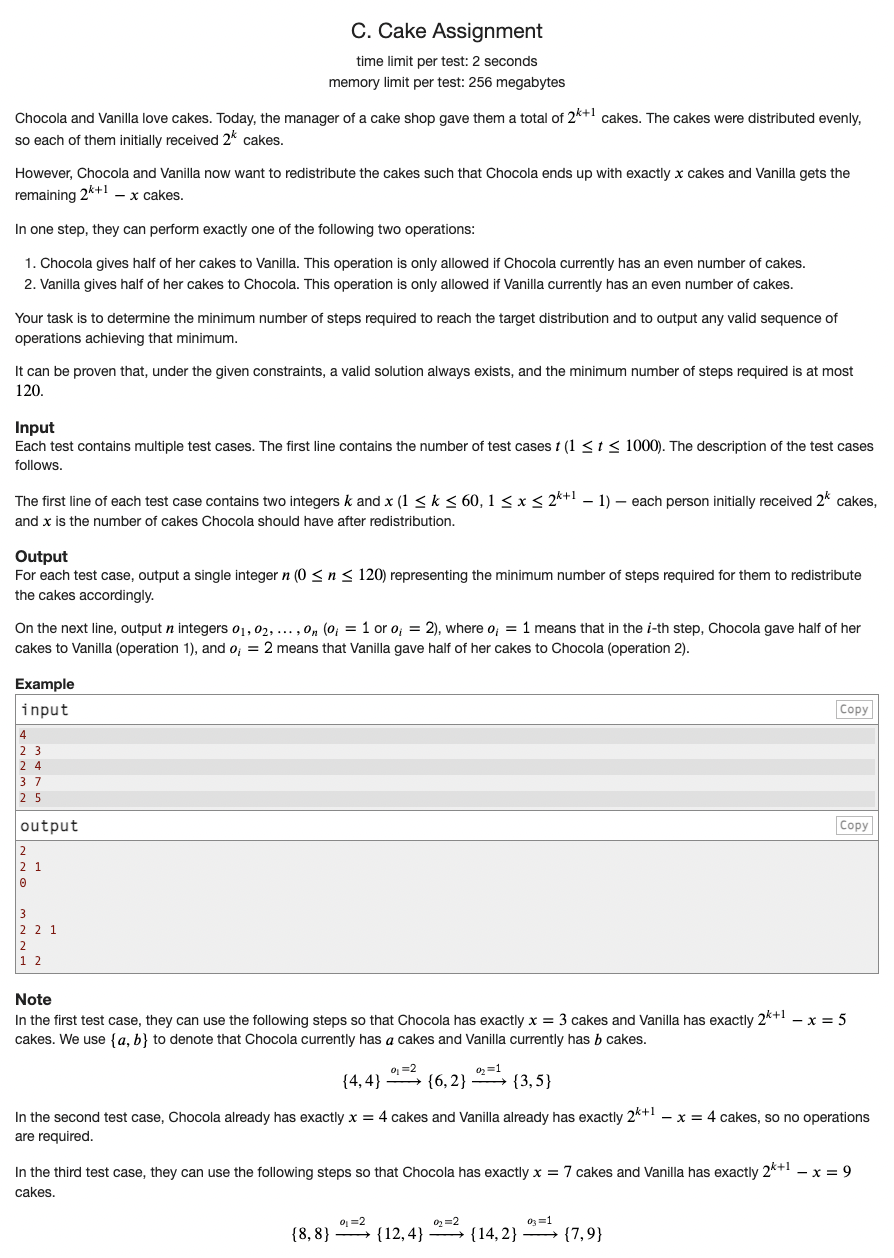 C. Cake Assignment
time limit per test: 2 seconds
memory limit per test: 256 megabytes
Chocola and Vanilla love cakes. Today, the manager of a cake shop gave them a total of 2^{k+1} cakes. The cakes were distributed evenly,
so each of them initially received 2^k cakes.
However, Chocola and Vanilla now want to redistribute the cakes such that Chocola ends up with exactly x cakes and Vanilla gets the
remaining 2^{k+1} − x cakes.
In one step, they can perform exactly one of the following two operations:
1. Chocola gives half of her cakes to Vanilla. This operation is only allowed if Chocola currently has an even number of cakes.
2. Vanilla gives half of her cakes to Chocola. This operation is only allowed if Vanilla currently has an even number of cakes.
Your task is to determine the minimum number of steps required to reach the target distribution and to output any valid sequence of
operations achieving that minimum.
It can be proven that, under the given constraints, a valid solution always exists, and the minimum number of steps required is at most
120.
Input
Each test contains multiple test cases. The first line contains the number of test cases t (1 ≤ t ≤ 1000). The description of the test cases
follows.
The first line of each test case contains two integers k and x (1 ≤ k ≤ 60, 1 ≤ x ≤ 2^{k+1} − 1) — each person initially received 2^k cakes,
and x is the number of cakes Chocola should have after redistribution.
Output
For each test case, output a single integer n (0 ≤ n ≤ 120) representing the minimum number of steps required for them to redistribute
the cakes accordingly.
On the next line, output n integers o_1, o_2, … , o_n (o_i = 1 or o_i = 2), where o_i = 1 means that in the i-th step, Chocola gave half of her
cakes to Vanilla (operation 1), and o_i = 2 means that Vanilla gave half of her cakes to Chocola (operation 2).
Example
input
Copy
4
2 3
2 4
3 7
2 5
output
Copy
2
2 1
0
3
2 2 1
2
1 2
Note
In the first test case, they can use the following steps so that Chocola has exactly x = 3 cakes and Vanilla has exactly 2^{k+1} − x = 5
cakes. We use {a, b} to denote that Chocola currently has a cakes and Vanilla currently has b cakes.
{4, 4} \xrightarrow{o_1=2} {6, 2} \xrightarrow{o_2=1} {3, 5}
In the second test case, Chocola already has exactly x = 4 cakes and Vanilla already has exactly 2^{k+1} − x = 4 cakes, so no operations
are required.
In the third test case, they can use the following steps so that Chocola has exactly x = 7 cakes and Vanilla has exactly 2^{k+1} − x = 9
cakes.
{8, 8} \xrightarrow{o_1=2} {12, 4} \xrightarrow{o_2=2} {14, 2} \xrightarrow{o_3=1} {7, 9}